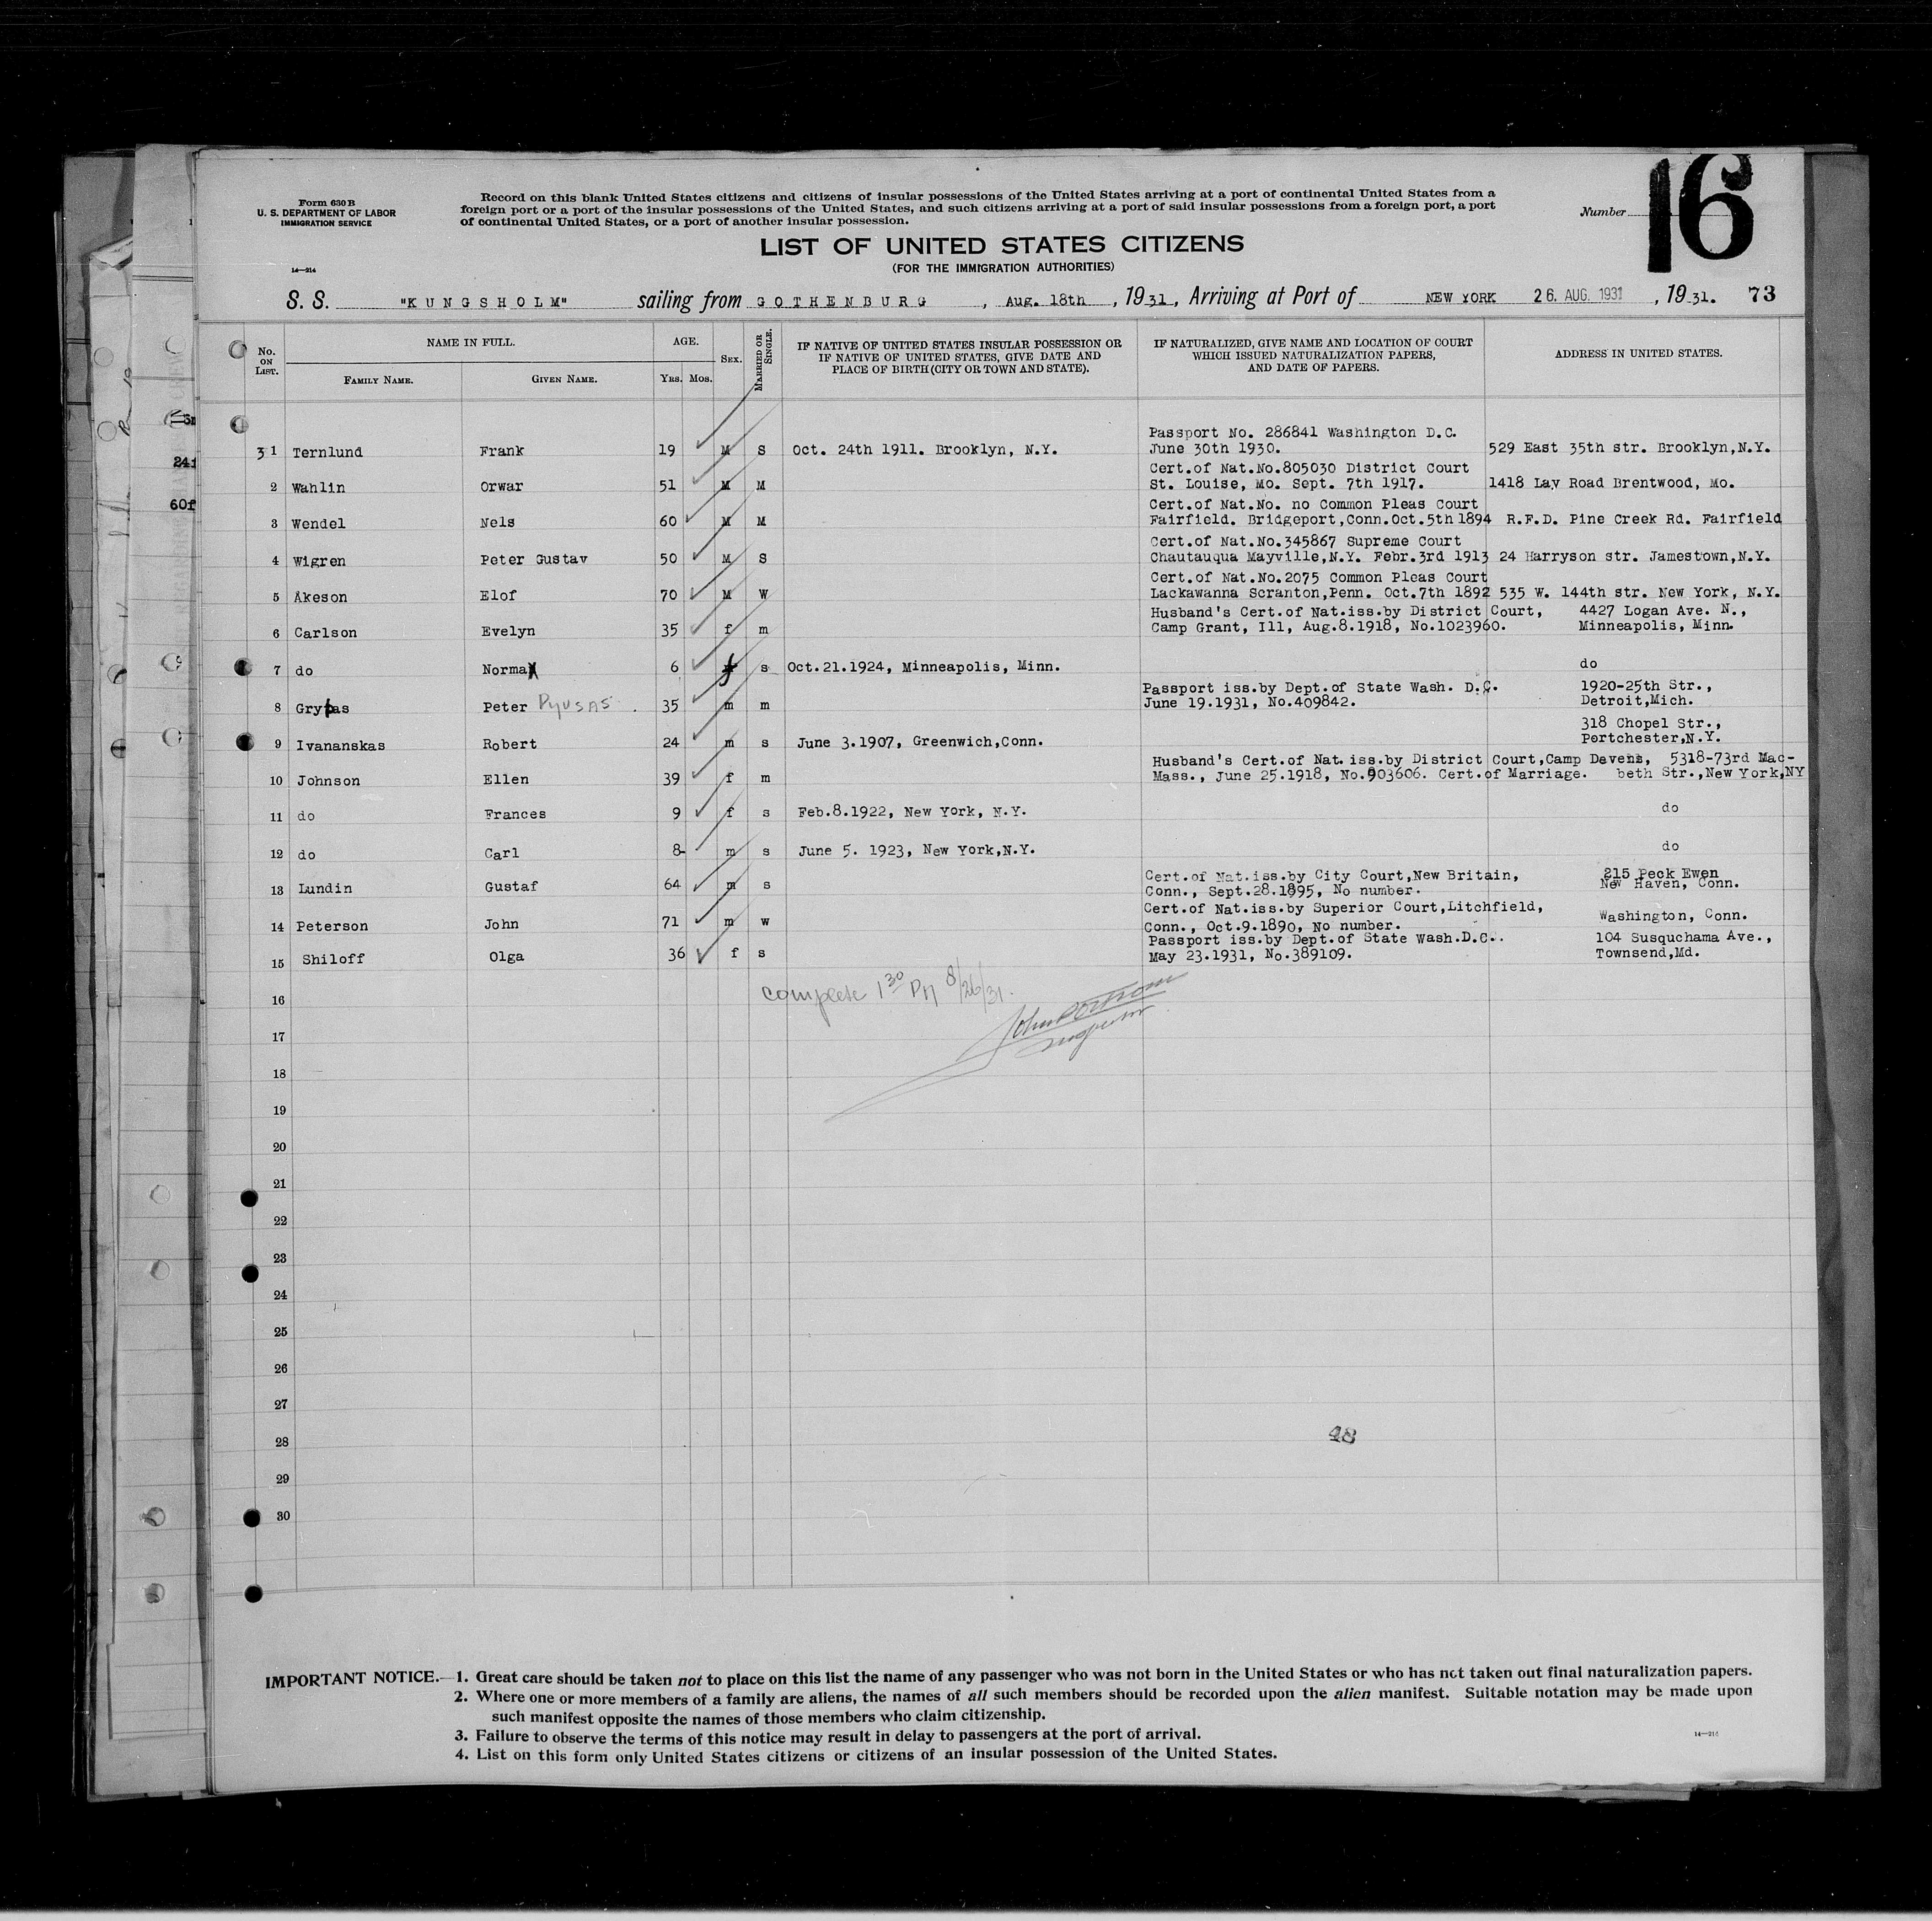 Form 630 B
U. S. DEPARTMENT OF LABOR
IMMIGRATION SERVICE
14—214
Record on this blank United States citizens and citizens of insular possessions of the United States arriving at a port of continental United States from a
foreign port or a port of the insular possessions of the United States, and such citizens arriving at a port of said insular possessions from a foreign port, a port
of continental United States, or a port of another insular possession.
Number 16
LIST OF UNITED STATES CITIZENS
(FOR THE IMMIGRATION AUTHORITIES)
S. S. "KUNGSHOLM" sailing from GOTHENBURG, Aug. 18th, 1931, Arriving at Port of NEW YORK 26. AUG. 1931, 1931. 73
No. ON LIST. NAME IN FULL. FAMILY NAME. GIVEN NAME. AGE. YRS. MOS. SEX. MARRIED OR SINGLE.
IF NATIVE OF UNITED STATES INSULAR POSSESSION OR
IF NATIVE OF UNITED STATES, GIVE DATE AND
PLACE OF BIRTH (CITY OR TOWN AND STATE).
IF NATURALIZED, GIVE NAME AND LOCATION OF COURT
WHICH ISSUED NATURALIZATION PAPERS,
AND DATE OF PAPERS.
ADDRESS IN UNITED STATES.
24f
60f
Passport No. 286841 Washington D.C.
3 1 Ternlund Frank 19 M S Oct. 24th 1911. Brooklyn, N.Y. June 30th 1930. 529 East 35th str. Brooklyn,N.Y.
Cert.of Nat.No.805030 District Court
2 Wahlin Orwar 51 M M St. Louise, Mo. Sept. 7th 1917. 1418 Lay Road Brentwood, Mo.
Cert.of Nat.No. no Common Pleas Court
3 Wendel Nels 60 M M Fairfield. Bridgeport,Conn.Oct.5th 1894 R.F.D. Pine Creek Rd. Fairfield
Cert.of Nat.No.345867 Supreme Court
4 Wigren Peter Gustav 50 M S Chautauqua Mayville,N.Y. Febr.3rd 1913 24 Harryson str. Jamestown,N.Y.
Cert.of Nat.No.2075 Common Pleas Court
5 Åkeson Elof 70 M W Lackawanna Scranton,Penn. Oct.7th 1892 535 W. 144th str. New York, N.Y.
Husband's Cert.of Nat.iss.by District Court, 4427 Logan Ave. N.,
6 Carlson Evelyn 35 f m Camp Grant, Ill, Aug.8.1918, No.1023960. Minneapolis, Minn.
7 do Norma 6 f s Oct.21.1924, Minneapolis, Minn. do
Passport iss.by Dept.of State Wash. D.C. 1920-25th Str.,
8 Peter Pyusas 35 m m June 19.1931, No.409842. Detroit,Mich.
318 Chopel Str.,
9 Ivananskas Robert 24 m s June 3.1907, Greenwich,Conn. Portchester,N.Y.
Husband's Cert.of Nat.iss.by District Court,Camp Devens, 5318-73rd Mac-
10 Johnson Ellen 39 f m Mass., June 25.1918, No.903606. Cert.of Marriage. beth Str.,New York,NY
11 do Frances 9 f s Feb.8.1922, New York, N.Y. do
12 do Carl 8 m s June 5. 1923, New York,N.Y. do
Cert.of Nat.iss.by City Court,New Britain, 215 Peck Ewen
13 Lundin Gustaf 64 m s Conn., Sept.28.1895, No number. New Haven, Conn.
Cert.of Nat.iss.by Superior Court,Litchfield,
14 Peterson John 71 m w Conn., Oct.9.1890, No number. Washington, Conn.
Passport iss.by Dept.of State Wash.D.C.. 104 Susquchama Ave.,
15 Shiloff Olga 36 f s May 23.1931, No.389109. Townsend,Md.
16 complete 1 30 PM 8/26/31.
Inspector
17
18
19
20
21
22
23
24
25
26
27
28 48
29
30
IMPORTANT NOTICE.—1. Great care should be taken not to place on this list the name of any passenger who was not born in the United States or who has not taken out final naturalization papers.
2. Where one or more members of a family are aliens, the names of all such members should be recorded upon the alien manifest. Suitable notation may be made upon
such manifest opposite the names of those members who claim citizenship.
3. Failure to observe the terms of this notice may result in delay to passengers at the port of arrival.
4. List on this form only United States citizens or citizens of an insular possession of the United States.
14—214